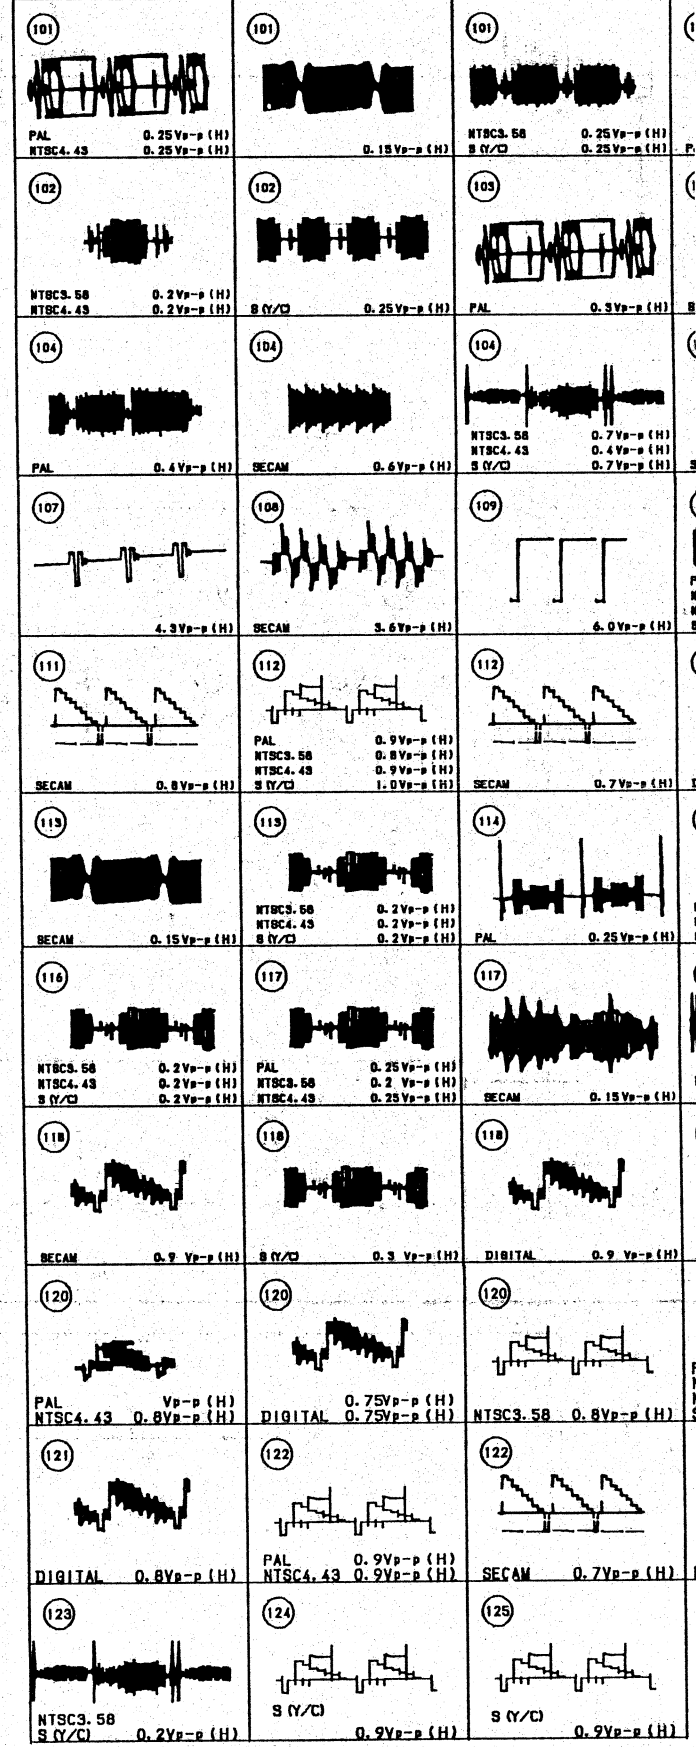 101
PAL 0.25Vp-p (H)
NTSC4.43 0.25Vp-p (H)
101
0.15Vp-p (H)
101
NTSC3.58 0.25Vp-p (H)
S (Y/C) 0.25Vp-p (H)
102
NTSC3.58 0.2Vp-p (H)
NTSC4.43 0.2Vp-p (H)
102
S (Y/C) 0.25Vp-p (H)
103
PAL 0.3Vp-p (H)
104
PAL 0.4Vp-p (H)
104
SECAM 0.6Vp-p (H)
104
NTSC3.58 0.7Vp-p (H)
NTSC4.43 0.4Vp-p (H)
S (Y/C) 0.7Vp-p (H)
107
4.3Vp-p (H)
108
SECAM 3.6Vp-p (H)
109
6.0Vp-p (H)
111
SECAM 0.8Vp-p (H)
112
PAL 0.9Vp-p (H)
NTSC3.58 0.8Vp-p (H)
NTSC4.43 0.9Vp-p (H)
S (Y/C) 1.0Vp-p (H)
112
SECAM 0.7Vp-p (H)
113
SECAM 0.15Vp-p (H)
113
NTSC3.58 0.2Vp-p (H)
NTSC4.43 0.2Vp-p (H)
S (Y/C) 0.2Vp-p (H)
114
PAL 0.25Vp-p (H)
116
NTSC3.58 0.2Vp-p (H)
NTSC4.43 0.2Vp-p (H)
S (Y/C) 0.2Vp-p (H)
117
PAL 0.25Vp-p (H)
NTSC3.58 0.2 Vp-p (H)
NTSC4.43 0.25Vp-p (H)
117
SECAM 0.15Vp-p (H)
118
SECAM 0.9 Vp-p (H)
118
S (Y/C) 0.3 Vp-p (H)
118
DIGITAL 0.9 Vp-p (H)
120
PAL Vp-p (H)
NTSC4.43 0.8Vp-p (H)
120
0.75Vp-p (H)
DIGITAL 0.75Vp-p (H)
120
NTSC3.58 0.8Vp-p (H)
121
DIGITAL 0.8Vp-p (H)
122
PAL 0.9Vp-p (H)
NTSC4.43 0.9Vp-p (H)
122
SECAM 0.7Vp-p (H)
123
NTSC3.58
S (Y/C) 0.2Vp-p (H)
124
S (Y/C)
0.9Vp-p (H)
125
S (Y/C)
0.9Vp-p (H)